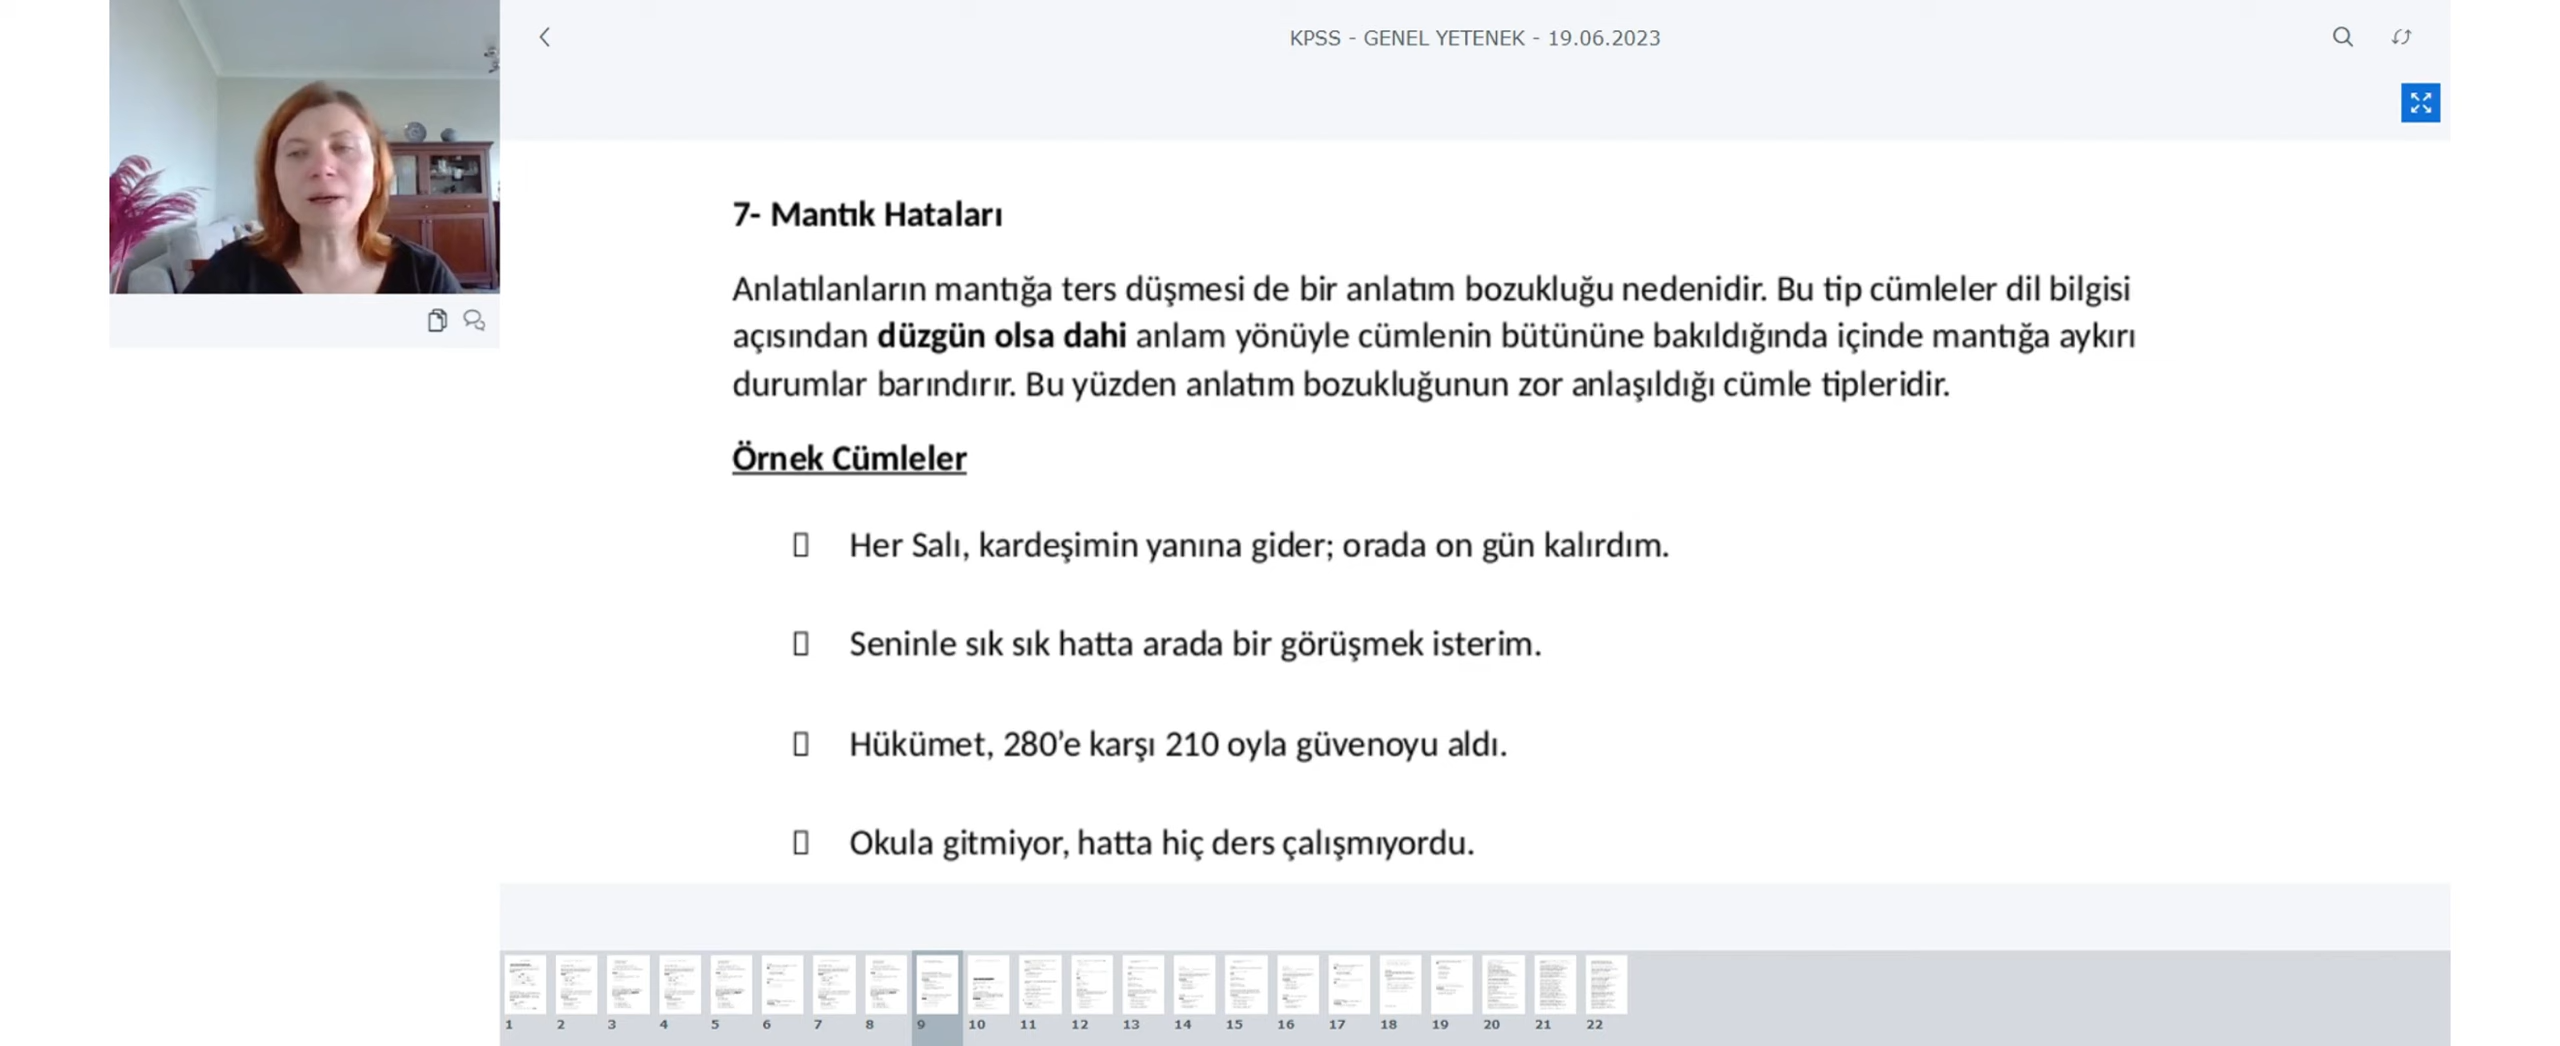 KPSS - GENEL YETENEK - 19.06.2023
7- Mantık Hataları
Anlatılanların mantığa ters düşmesi de bir anlatım bozukluğu nedenidir. Bu tip cümleler dil bilgisi
açısından düzgün olsa dahi anlam yönüyle cümlenin bütününe bakıldığında içinde mantığa aykırı
durumlar barındırır. Bu yüzden anlatım bozukluğunun zor anlaşıldığı cümle tipleridir.
Örnek Cümleler
Her Salı, kardeşimin yanına gider; orada on gün kalırdım.
Seninle sık sık hatta arada bir görüşmek isterim.
Hükümet, 280’e karşı 210 oyla güvenoyu aldı.
Okula gitmiyor, hatta hiç ders çalışmıyordu.
1 2 3 4 5 6 7 8 9 10 11 12 13 14 15 16 17 18 19 20 21 22